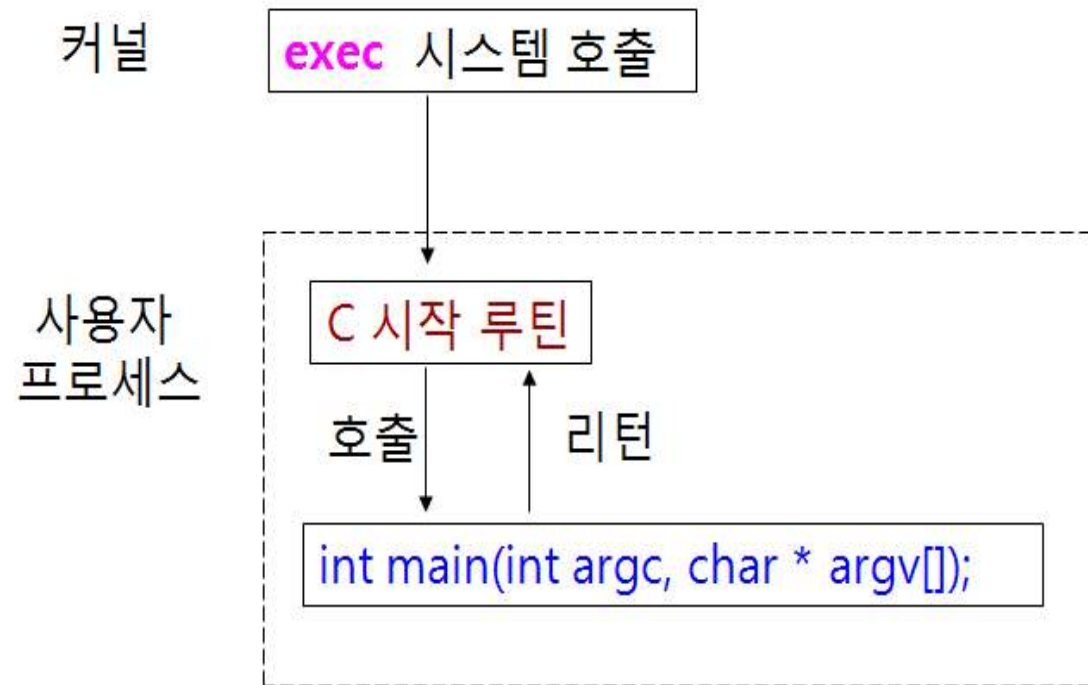 커널
exec 시스템 호출
사용자
프로세스
C 시작 루틴
호출
리턴
int main(int argc, char * argv[]);